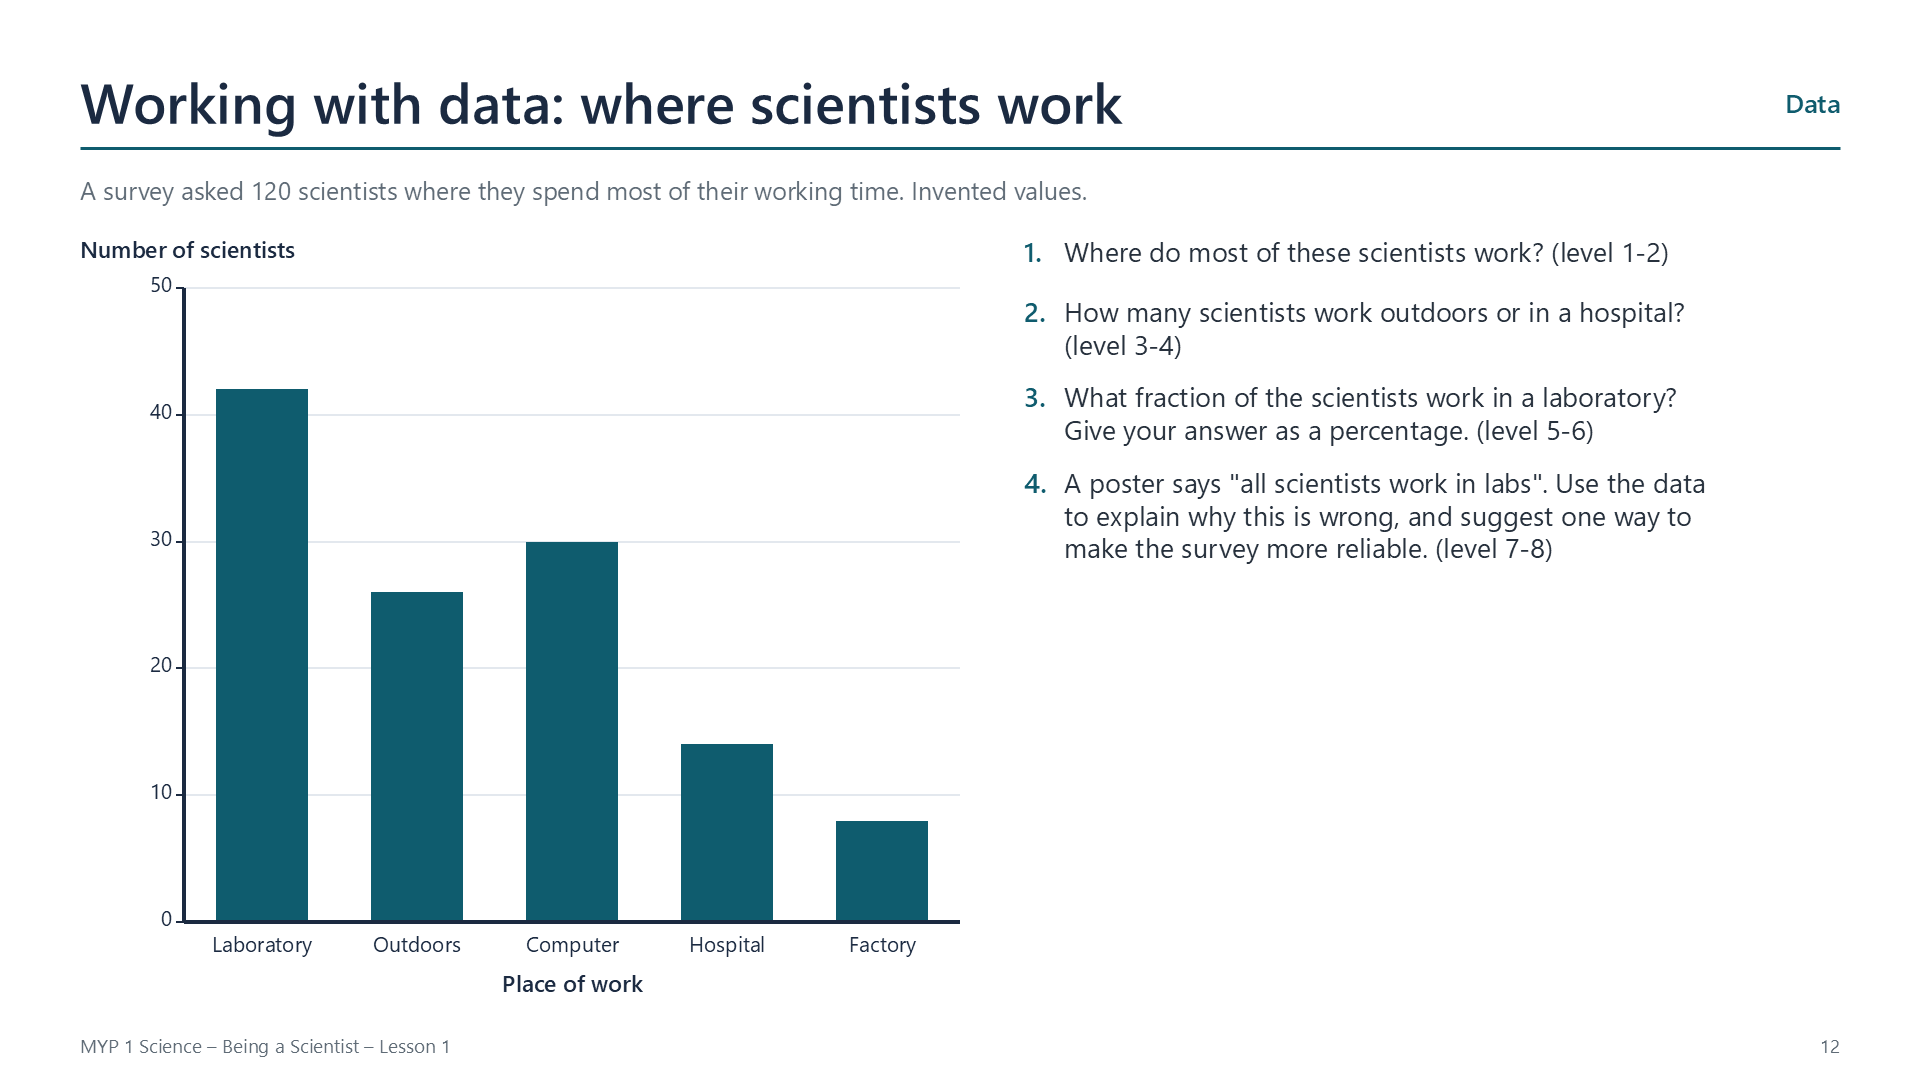 Working with data: where scientists work
Data
A survey asked 120 scientists where they spend most of their working time. Invented values.
Number of scientists
50
40
30
20
10
0
Laboratory
Outdoors
Computer
Hospital
Factory
Place of work
1. Where do most of these scientists work? (level 1-2)
2. How many scientists work outdoors or in a hospital?
(level 3-4)
3. What fraction of the scientists work in a laboratory?
Give your answer as a percentage. (level 5-6)
4. A poster says "all scientists work in labs". Use the data
to explain why this is wrong, and suggest one way to
make the survey more reliable. (level 7-8)
MYP 1 Science – Being a Scientist – Lesson 1
12